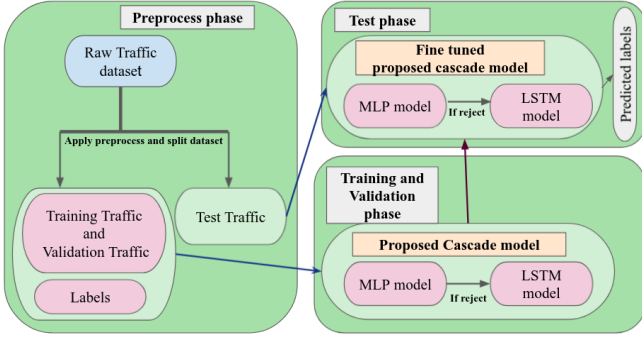 Preprocess phase
Raw Traffic
dataset
Apply preprocess and split dataset
Training Traffic
and
Validation Traffic
Labels
Test Traffic
Test phase
Fine tuned
proposed cascade model
MLP model
If reject
LSTM
model
Predicted labels
Training and
Validation
phase
Proposed Cascade model
MLP model
If reject
LSTM
model